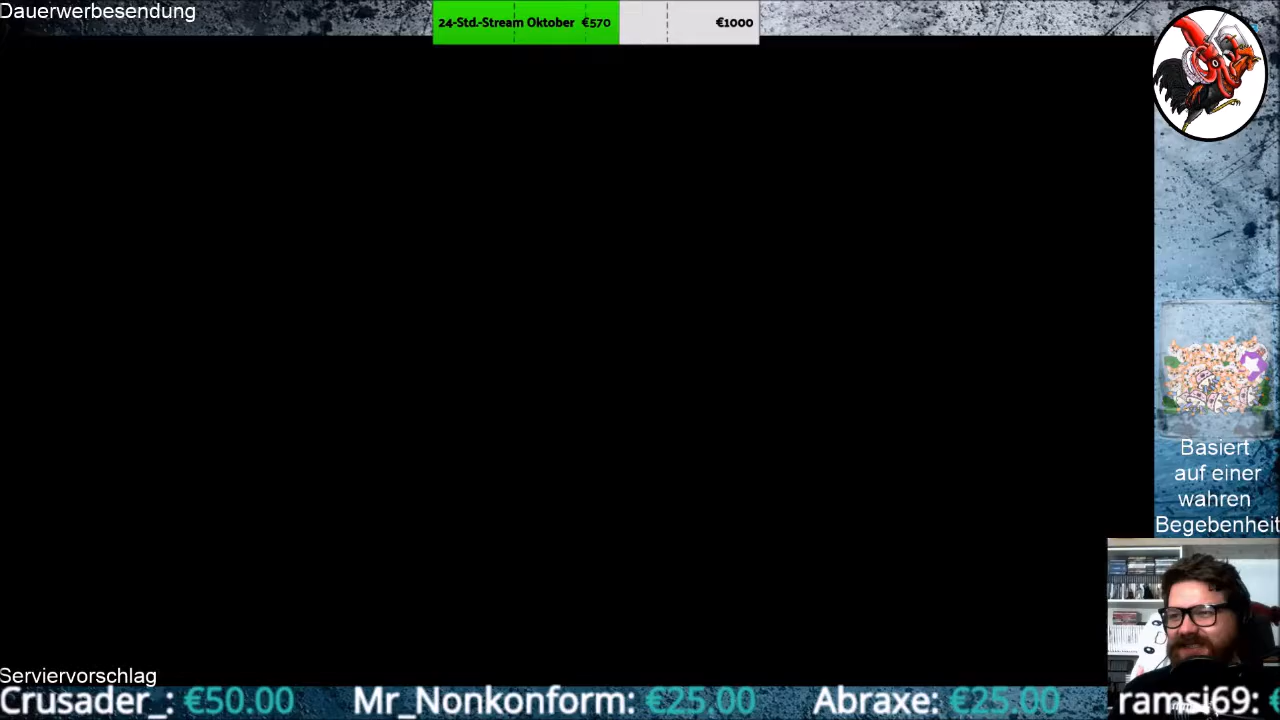 Dauerwerbesendung
24-Std.-Stream Oktober €570
€1000
Basiert
auf einer
wahren
Begebenheit
Serviervorschlag
Crusader_: €50.00 Mr_Nonkonform: €25.00 Abraxe: €25.00 ramsi69: €